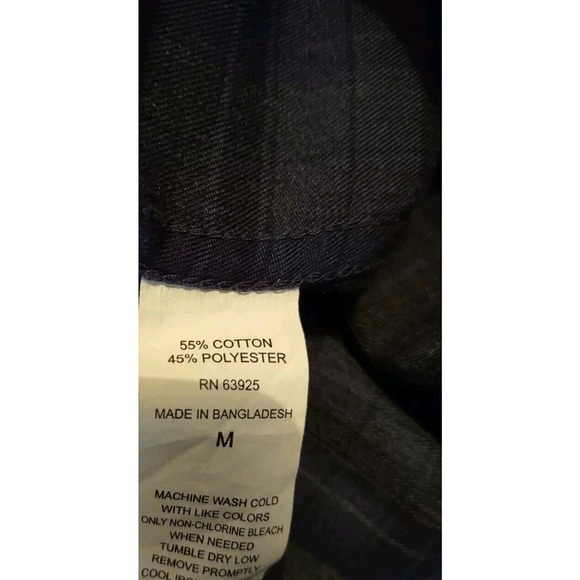 55% COTTON
45% POLYESTER
RN 63925
MADE IN BANGLADESH
M
MACHINE WASH COLD
WITH LIKE COLORS
ONLY NON-CHLORINE BLEACH
WHEN NEEDED
TUMBLE DRY LOW
REMOVE PROMPTLY
COOL